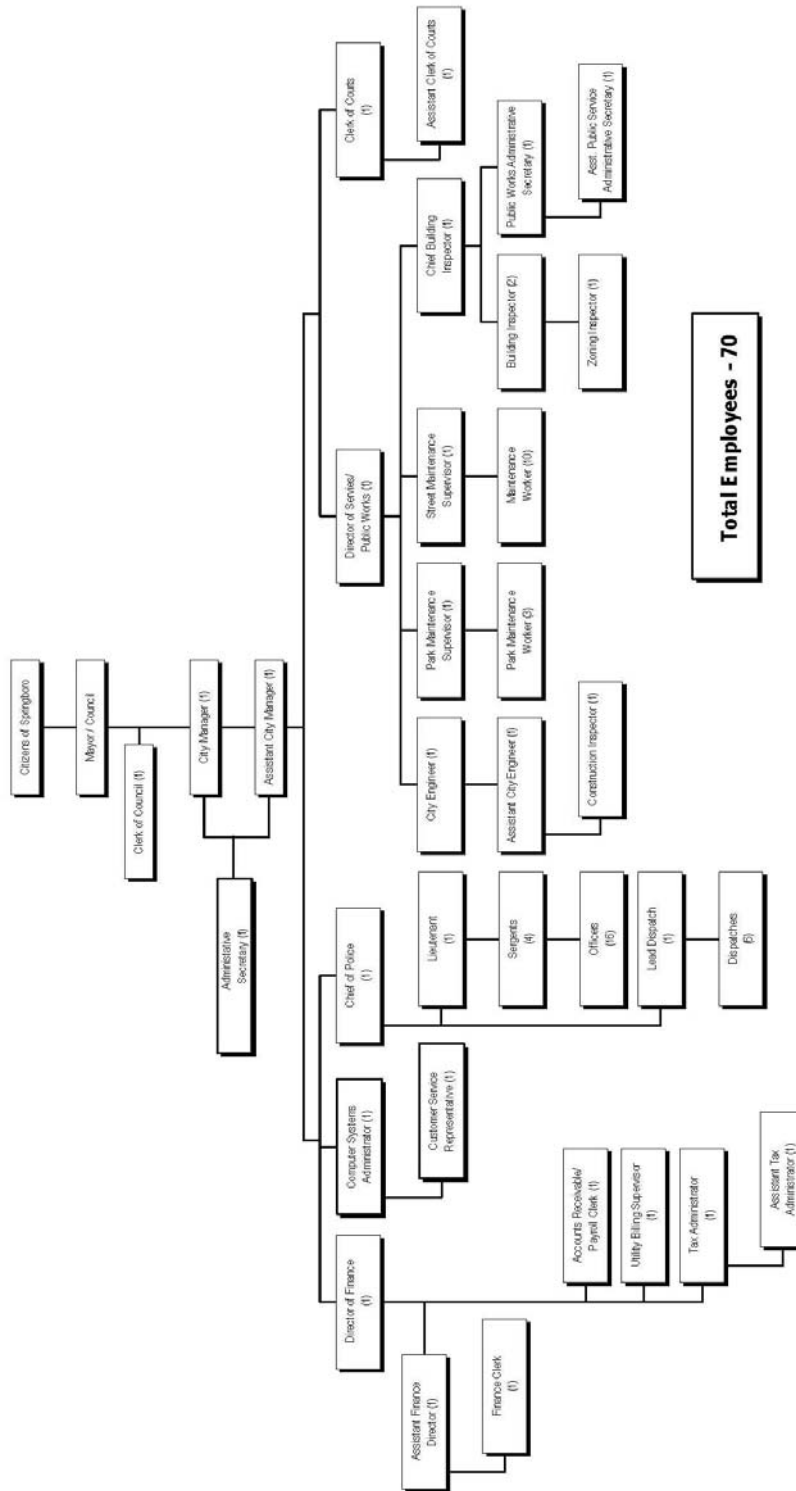 Citizens of Springboro
Mayor / Council
Clerk of Council (1)
City Manager (1)
Administative
Secretary (1)
Assistant City Manager (1)
Director of Finance
(1)
Computer Systems
Administrator (1)
Chief of Police
(1)
Director of Servies/
Public Works (1)
Clerk of Courts
(1)
Assistant Finance
Director (1)
Finance Clerk
(1)
Accounts Receivable/
Payroll Clerk (1)
Utility Billing Supervisor
(1)
Tax Administrator
(1)
Assistant Tax
Administrator (1)
Customer Service
Representative (1)
Lieutenant
(1)
Sergents
(4)
Officers
(16)
Lead Dispatch
(1)
Dispatchers
City Engineer (1)
Assistant City Engineer (1)
Construction Inspector (1)
Park Maintenance
Supervisor (1)
Park Maintenance
Worker (3)
Street Maintenance
Supervisor (1)
Maintenance
Worker (10)
Chief Building
Inspector (1)
Building Inspector (2)
Zoning Inspector (1)
Public Works Administrative
Secretary (1)
Asst. Public Service
Administrative Secretary (1)
Assistant Clerk of Courts
(1)
Total Employees - 70